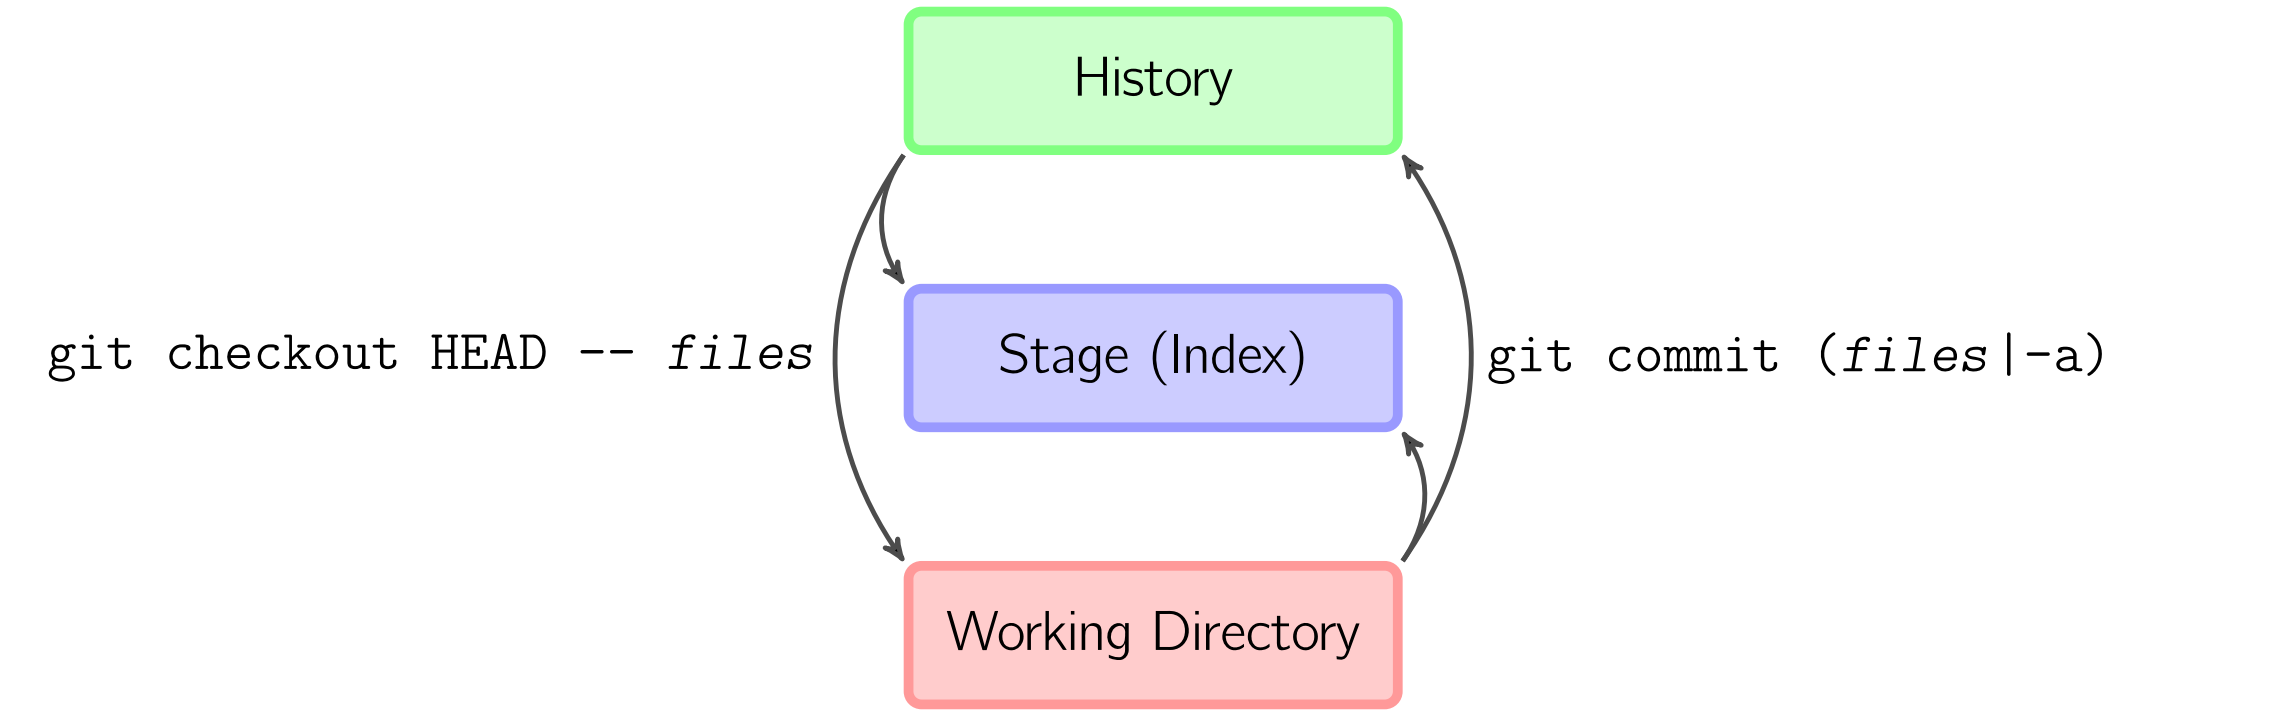 History
git checkout HEAD -- files
Stage (Index)
git commit (files|-a)
Working Directory